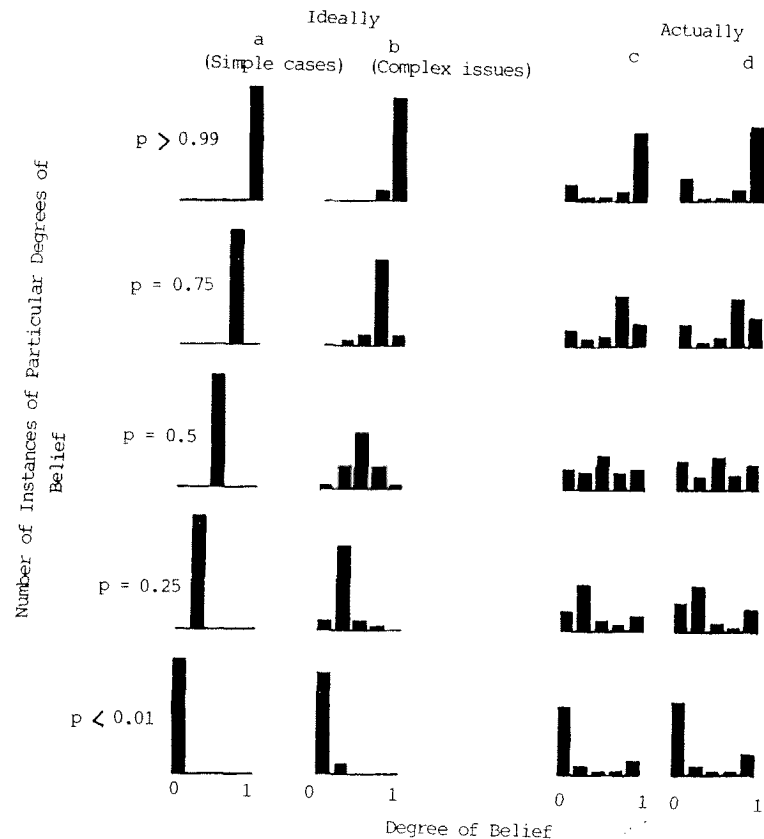 Ideally
Actually
a
b
c
d
(Simple cases)
(Complex issues)
p > 0.99
p = 0.75
p = 0.5
p = 0.25
p < 0.01
Number of Instances of Particular Degrees of
Belief
0
1
0
1
0
1
0
1
Degree of Belief